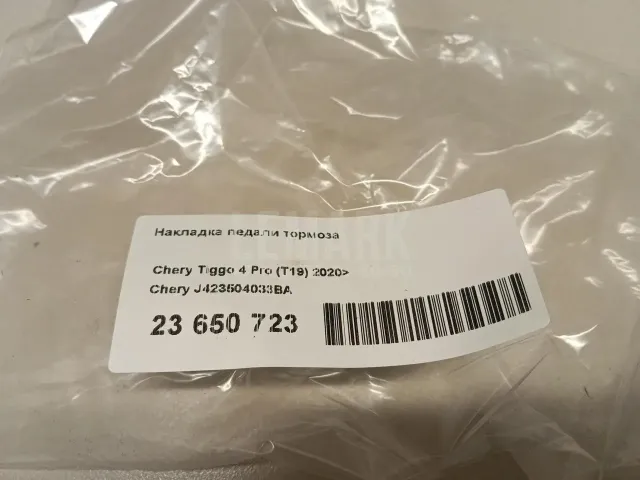 Накладка педали тормоза
Chery Tiggo 4 Pro (T19) 2020>
Chery J423504033BA
23 650 723